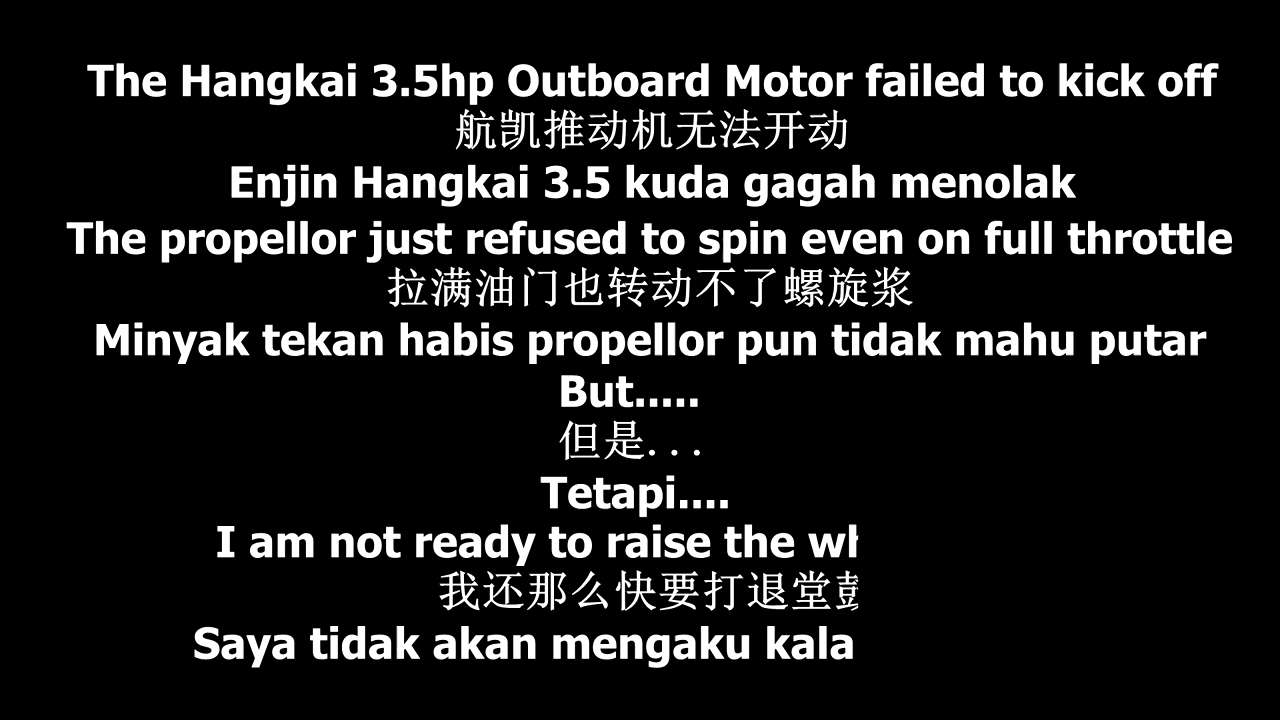 The Hangkai 3.5hp Outboard Motor failed to kick off
航凯推动机无法开动
Enjin Hangkai 3.5 kuda gagah menolak
The propellor just refused to spin even on full throttle
拉满油门也转动不了螺旋浆
Minyak tekan habis propellor pun tidak mahu putar
But.....
但是...
Tetapi....
I am not ready to raise the
我还那么快要打退堂
Saya tidak akan mengaku kala